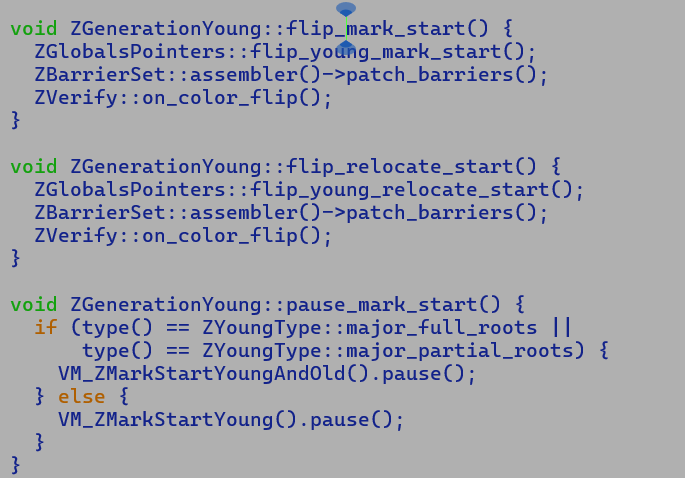 void ZGenerationYoung::flip_mark_start() {
  ZGlobalsPointers::flip_young_mark_start();
  ZBarrierSet::assembler()->patch_barriers();
  ZVerify::on_color_flip();
}

void ZGenerationYoung::flip_relocate_start() {
  ZGlobalsPointers::flip_young_relocate_start();
  ZBarrierSet::assembler()->patch_barriers();
  ZVerify::on_color_flip();
}

void ZGenerationYoung::pause_mark_start() {
  if (type() == ZYoungType::major_full_roots ||
      type() == ZYoungType::major_partial_roots) {
    VM_ZMarkStartYoungAndOld().pause();
  } else {
    VM_ZMarkStartYoung().pause();
  }
}